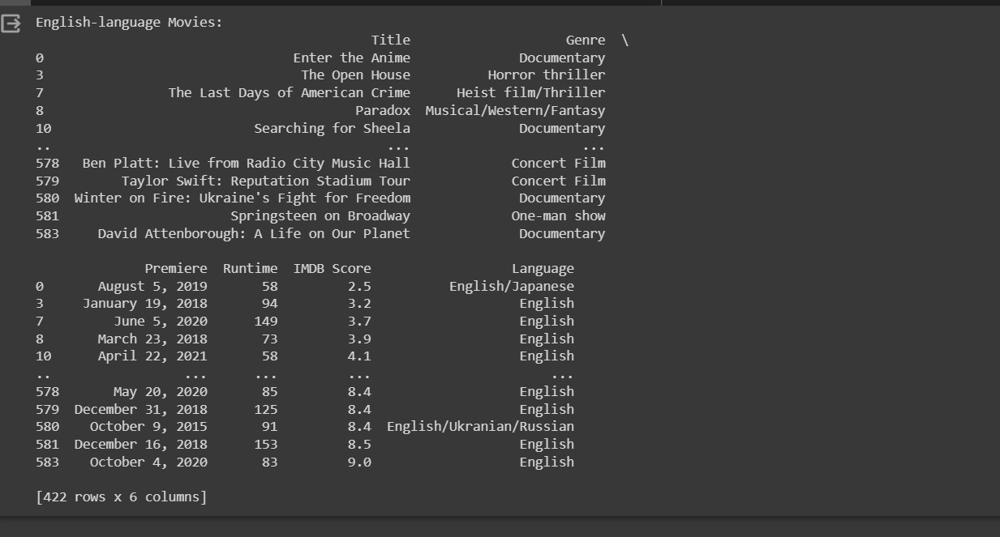 English-language Movies:
Title Genre \
0 Enter the Anime Documentary
3 The Open House Horror thriller
7 The Last Days of American Crime Heist film/Thriller
8 Paradox Musical/Western/Fantasy
10 Searching for Sheela Documentary
.. ... ...
578 Ben Platt: Live from Radio City Music Hall Concert Film
579 Taylor Swift: Reputation Stadium Tour Concert Film
580 Winter on Fire: Ukraine's Fight for Freedom Documentary
581 Springsteen on Broadway One-man show
583 David Attenborough: A Life on Our Planet Documentary
Premiere Runtime IMDB Score Language
0 August 5, 2019 58 2.5 English/Japanese
3 January 19, 2018 94 3.2 English
7 June 5, 2020 149 3.7 English
8 March 23, 2018 73 3.9 English
10 April 22, 2021 58 4.1 English
.. ... ... ... ...
578 May 20, 2020 85 8.4 English
579 December 31, 2018 125 8.4 English
580 October 9, 2015 91 8.4 English/Ukranian/Russian
581 December 16, 2018 153 8.5 English
583 October 4, 2020 83 9.0 English
[422 rows x 6 columns]